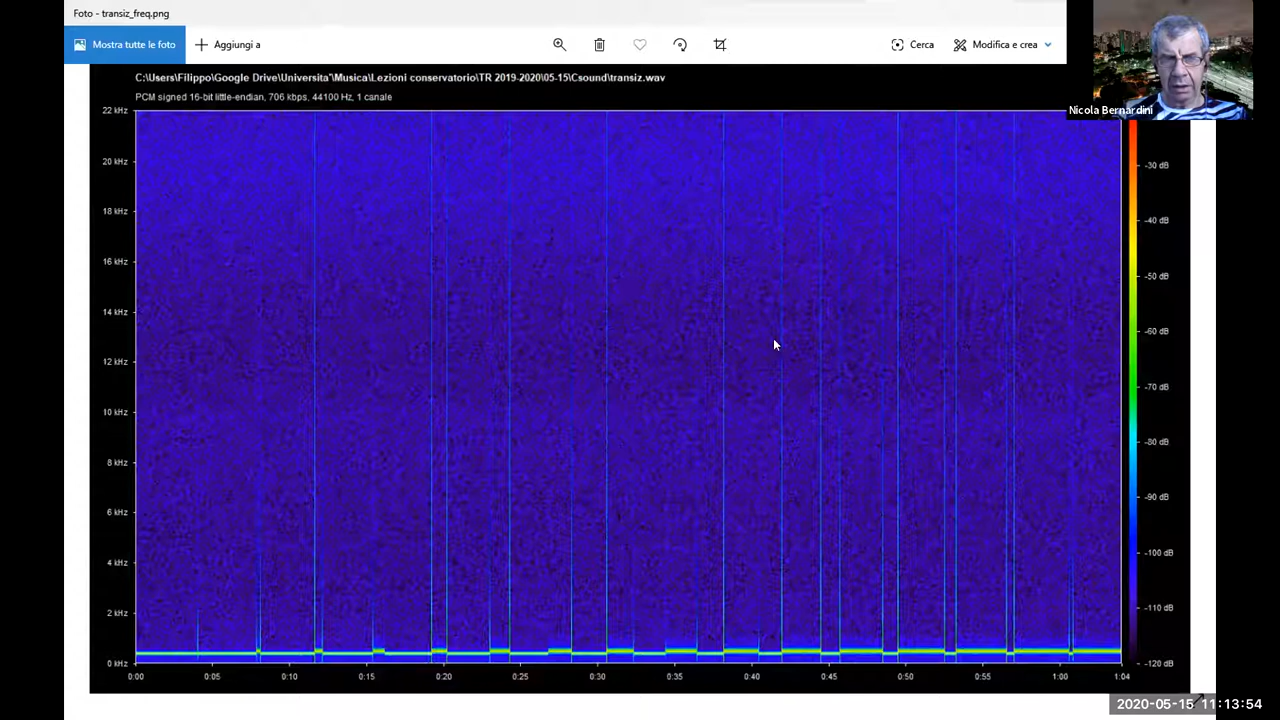 Foto - transiz_freq.png
Mostra tutte le foto
Aggiungi a
Cerca
Modifica e crea
Nicola Bernardini
C:\Users\Filippo\Google Drive\Universita'\Musica\Lezioni conservatorio\TR 2019-2020\05-15\Csound\transiz.wav
PCM signed 16-bit little-endian, 706 kbps, 44100 Hz, 1 canale
22 kHz
20 kHz
18 kHz
16 kHz
14 kHz
12 kHz
10 kHz
8 kHz
6 kHz
4 kHz
2 kHz
0 kHz
-30 dB
-40 dB
-50 dB
-60 dB
-70 dB
-80 dB
-90 dB
-100 dB
-110 dB
-120 dB
0:00 0:05 0:10 0:15 0:20 0:25 0:30 0:35 0:40 0:45 0:50 0:55 1:00 1:04
2020-05-15 11:13:54